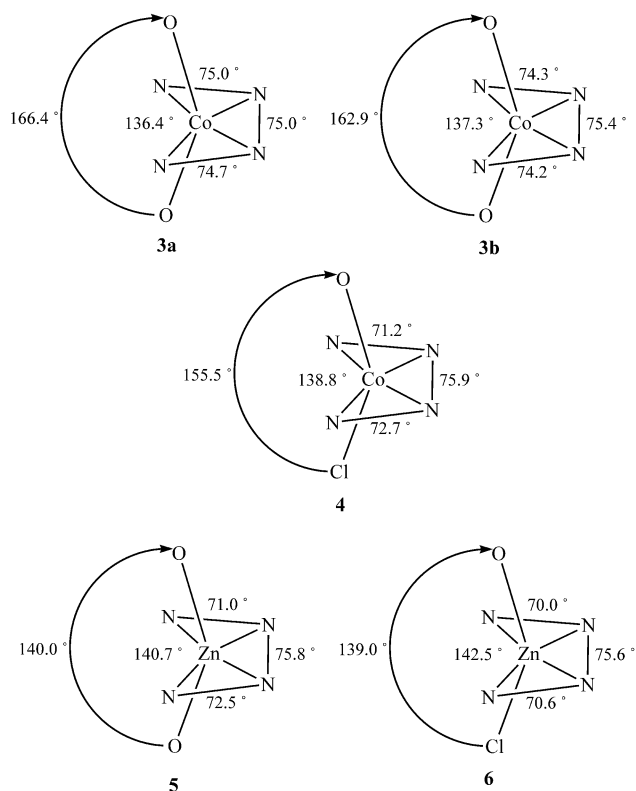 O O
75.0 ° 74.3 °
N N N N
166.4 ° 136.4 ° Co 75.0 ° 162.9 ° 137.3 ° Co 75.4 °
N N N N
74.7 ° 74.2 °
O O
3a 3b
O
71.2 °
N N
155.5 ° 138.8 ° Co 75.9 °
N N
72.7 °
Cl
4
O O
71.0 ° 70.0 °
N N N N
140.0 ° 140.7 ° Zn 75.8 ° 139.0 ° 142.5 ° Zn 75.6 °
N N N N
72.5 ° 70.6 °
O Cl
5 6